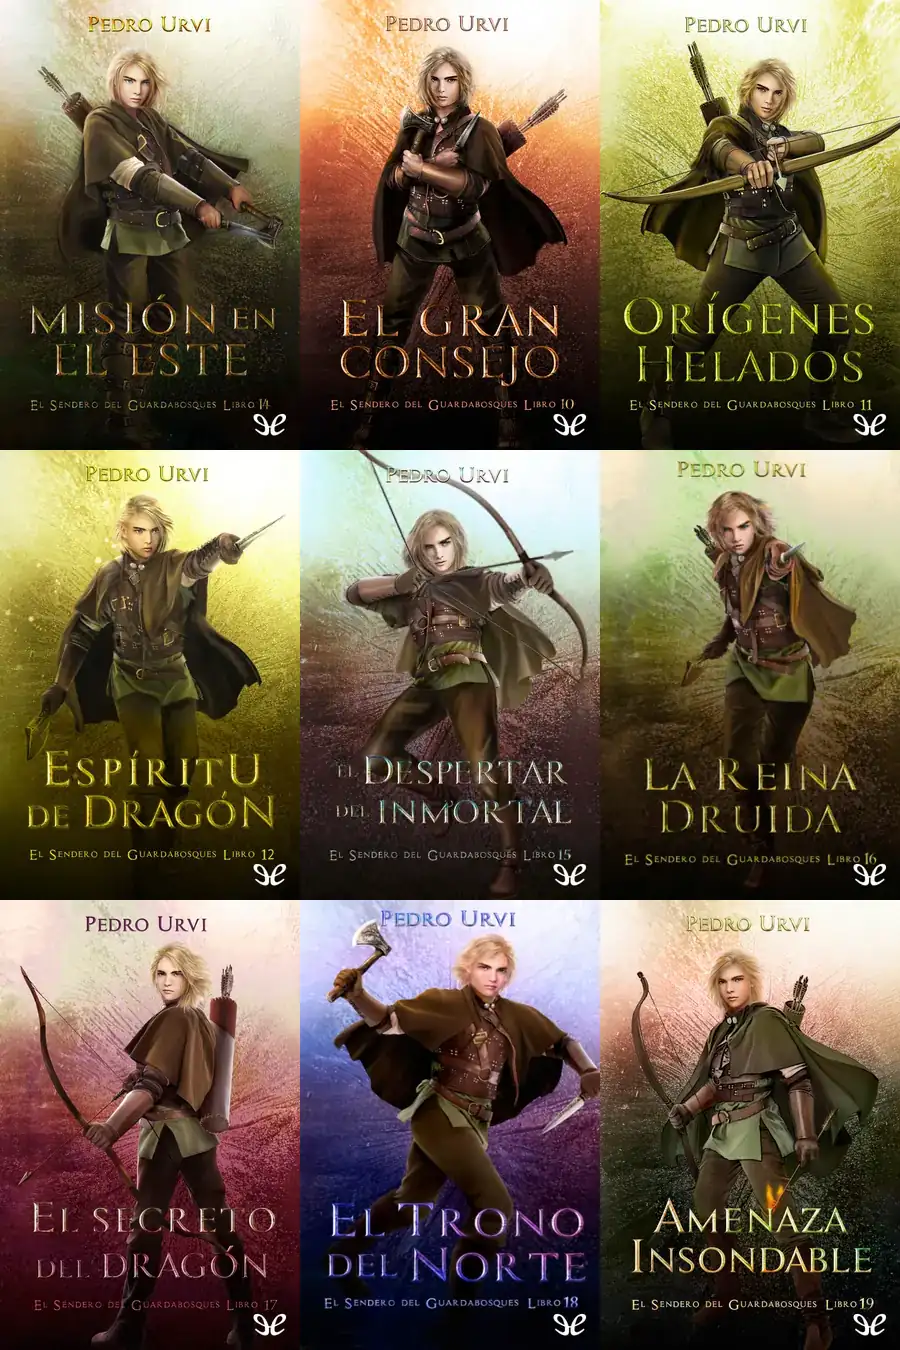 Pedro Urvi
Misión en
el Este
El Sendero del Guardabosques Libro 14
Pedro Urvi
El Gran
Consejo
El Sendero del Guardabosques Libro 10
Pedro Urvi
Orígenes
Helados
El Sendero del Guardabosques Libro 11
Pedro Urvi
Espíritu
de Dragón
El Sendero del Guardabosques Libro 12
Pedro Urvi
El Despertar
del Inmortal
El Sendero del Guardabosques Libro 15
Pedro Urvi
La Reina
Druida
El Sendero del Guardabosques Libro 16
Pedro Urvi
El secreto
del dragón
El Sendero del Guardabosques Libro 17
Pedro Urvi
El Trono
del Norte
El Sendero del Guardabosques Libro 18
Pedro Urvi
Amenaza
Insondable
El Sendero del Guardabosques Libro 19